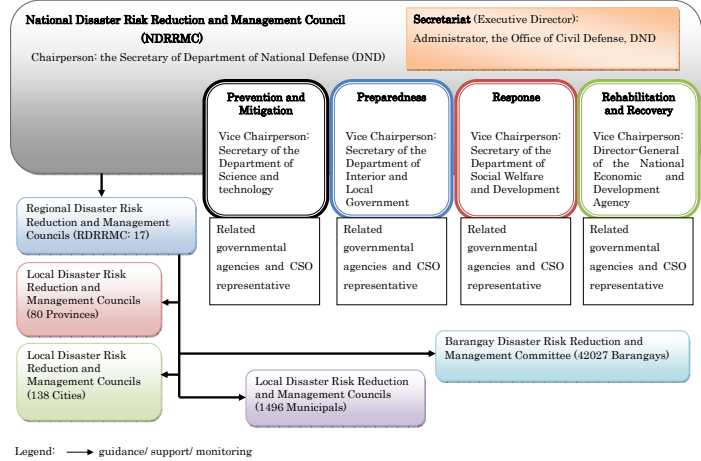 National Disaster Risk Reduction and Management Council
(NDRRMC)
Chairperson: the Secretary of Department of National Defense (DND)
Secretariat (Executive Director):
Administrator, the Office of Civil Defense, DND
Prevention and
Mitigation
Vice Chairperson:
Secretary of the
Department of
Science and
technology
Preparedness
Vice Chairperson:
Secretary of the
Department of
Interior and
Local
Government
Response
Vice Chairperson:
Secretary of the
Department of
Social Welfare
and Development
Rehabilitation
and Recovery
Vice Chairperson:
Director-General
of the National
Economic and
Development
Agency
Related
governmental
agencies and CSO
representative
Related
governmental
agencies and CSO
representative
Related
governmental
agencies and CSO
representative
Related
governmental
agencies and CSO
representative
Regional Disaster Risk
Reduction and Management
Councils (RDRRMC: 17)
Local Disaster Risk
Reduction and
Management Councils
(80 Provinces)
Local Disaster Risk
Reduction and
Management Councils
(138 Cities)
Barangay Disaster Risk Reduction and
Management Committee (42027 Barangays)
Local Disaster Risk Reduction
and Management Councils
(1496 Municipals)
Legend: guidance/ support/ monitoring